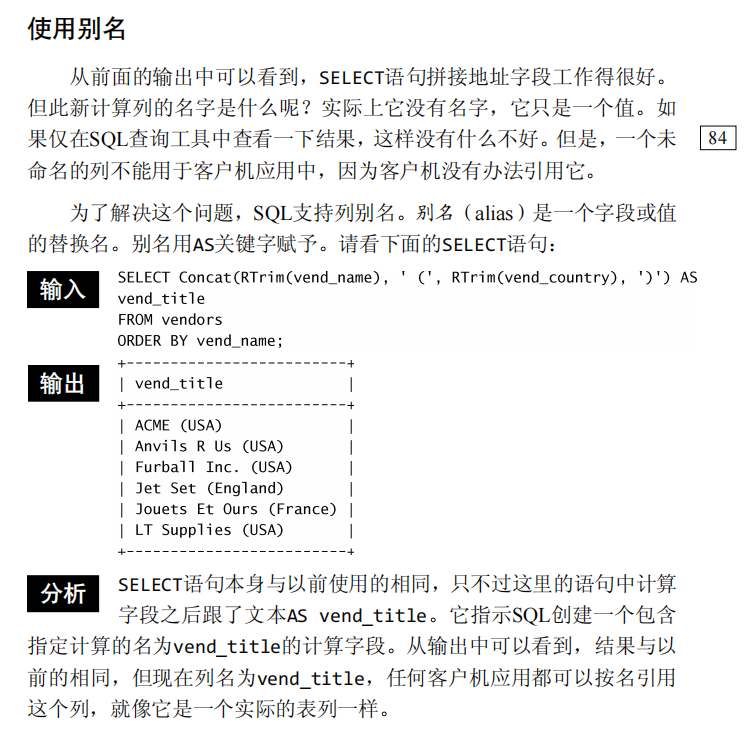 使用别名
从前面的输出中可以看到，SELECT语句拼接地址字段工作得很好。
但此新计算列的名字是什么呢？实际上它没有名字，它只是一个值。如
果仅在SQL查询工具中查看一下结果，这样没有什么不好。但是，一个未
84
命名的列不能用于客户机应用中，因为客户机没有办法引用它。
为了解决这个问题，SQL支持列别名。别名（alias）是一个字段或值
的替换名。别名用AS关键字赋予。请看下面的SELECT语句：
输入
SELECT Concat(RTrim(vend_name), ' (', RTrim(vend_country), ')') AS
vend_title
FROM vendors
ORDER BY vend_name;
输出
+-------------------------+
| vend_title              |
+-------------------------+
| ACME (USA)              |
| Anvils R Us (USA)       |
| Furball Inc. (USA)      |
| Jet Set (England)       |
| Jouets Et Ours (France) |
| LT Supplies (USA)       |
+-------------------------+
分析
SELECT语句本身与以前使用的相同，只不过这里的语句中计算
字段之后跟了文本AS vend_title。它指示SQL创建一个包含
指定计算的名为vend_title的计算字段。从输出中可以看到，结果与以
前的相同，但现在列名为vend_title，任何客户机应用都可以按名引用
这个列，就像它是一个实际的表列一样。